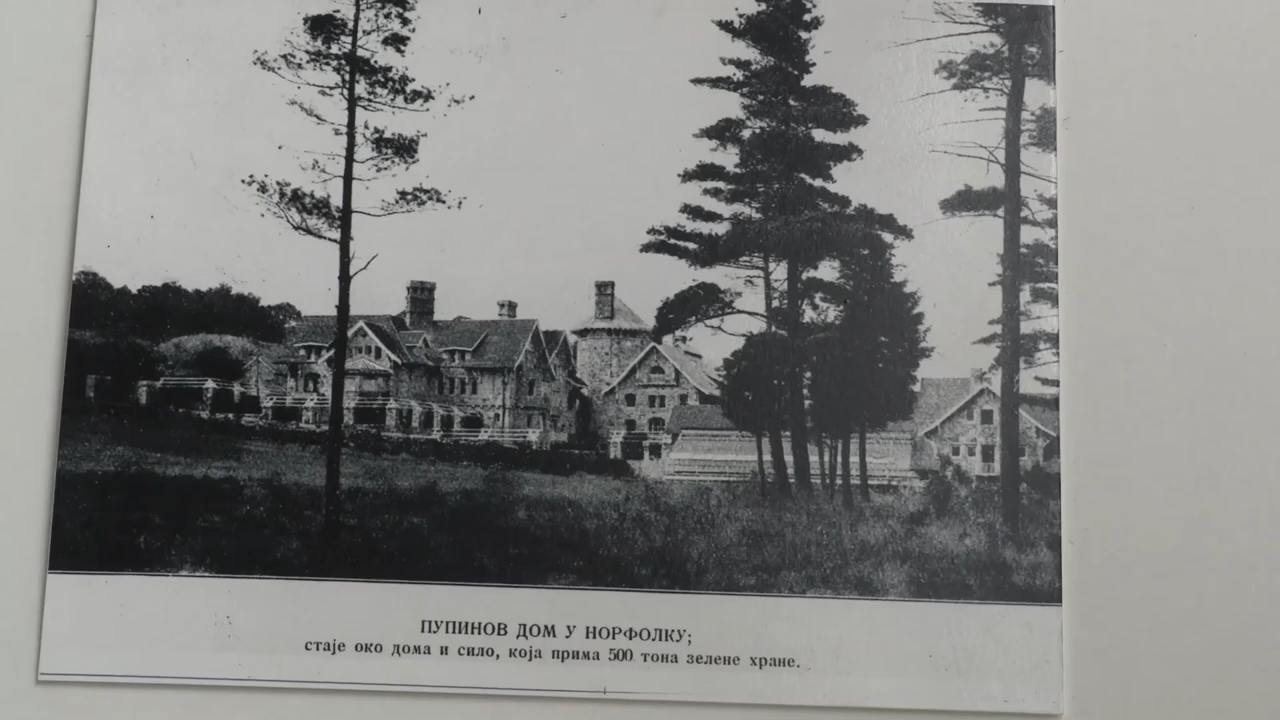 ПУПИНОВ ДОМ У НОРФОЛКУ;
стаје око дома и сило, која прима 500 тона зелене хране.